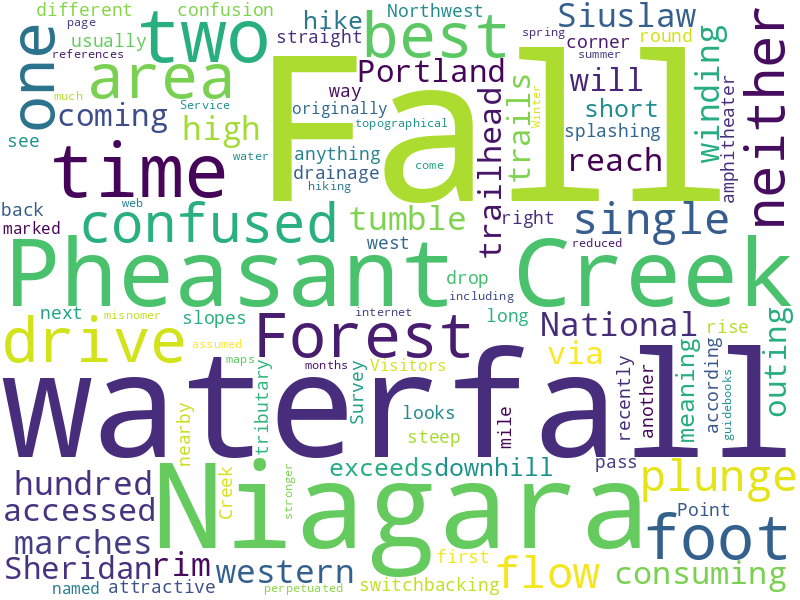 page
different
confusion
Northwest
hike
Siuslaw
spring
references
usually
two
straight
best
corner
round
summer
one
area
Portland
will
winding
much
Service
way
Fall
Winter
coming
high
originally
trails
short
neither
topographical
splashing
see
time
water
anything
trailhead
reach
amphitheater
drainage
come
hiking
back
web
marked
confused
tumble
right
single
west
reduced
Pheasant Creek
drop
including
next
misnomer
slopes
long
internet
drive
assumed
Forest
National
rise
outing
maps
months
Visitors
via
meaning
according
guidebooks
waterfall
tributary
Survey
looks
mile
recently
another
nearby
steep
hundred
Creek
stronger
exceeds
downhill
pass
plunge
accessed
Niagara
Point
foot
marches
Sheridan
rim
western
first
flow
consuming
named
attractive
perpetuated
switchbacking